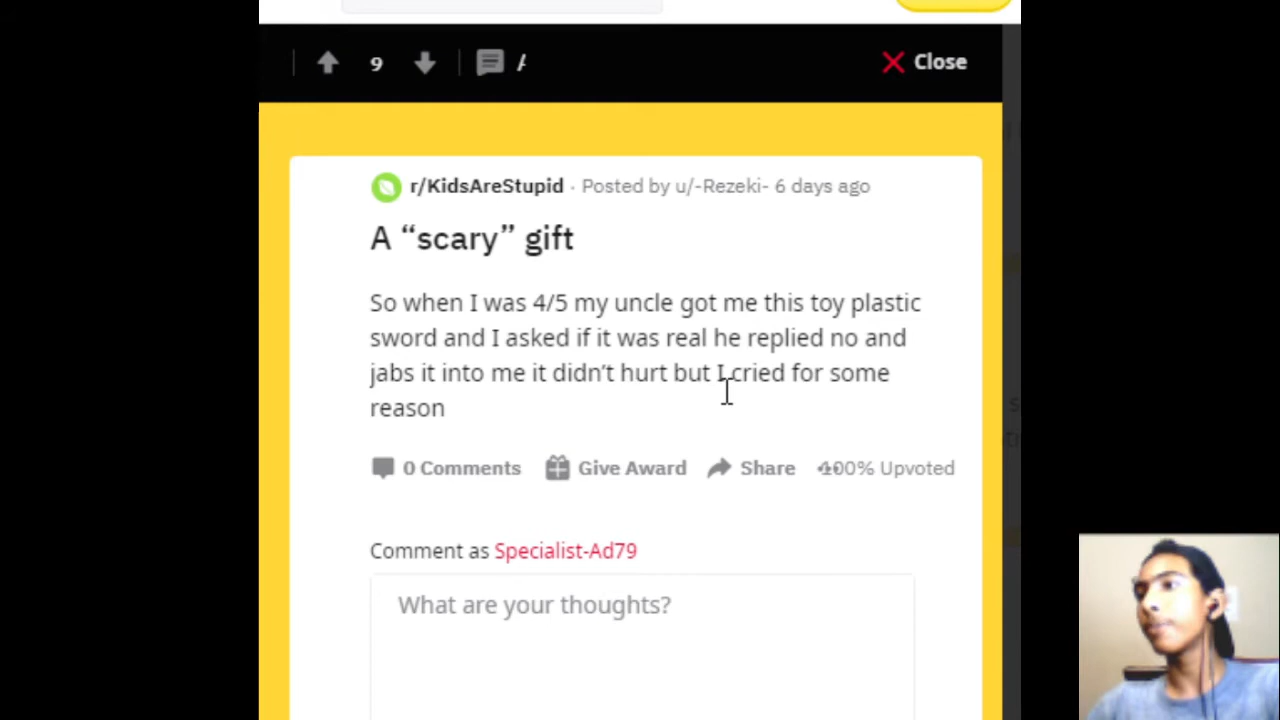 9
Close
r/KidsAreStupid · Posted by u/-Rezeki- 6 days ago
A “scary” gift
So when I was 4/5 my uncle got me this toy plastic
sword and I asked if it was real he replied no and
jabs it into me it didn’t hurt but I cried for some
reason
0 Comments Give Award Share 100% Upvoted
Comment as Specialist-Ad79
What are your thoughts?